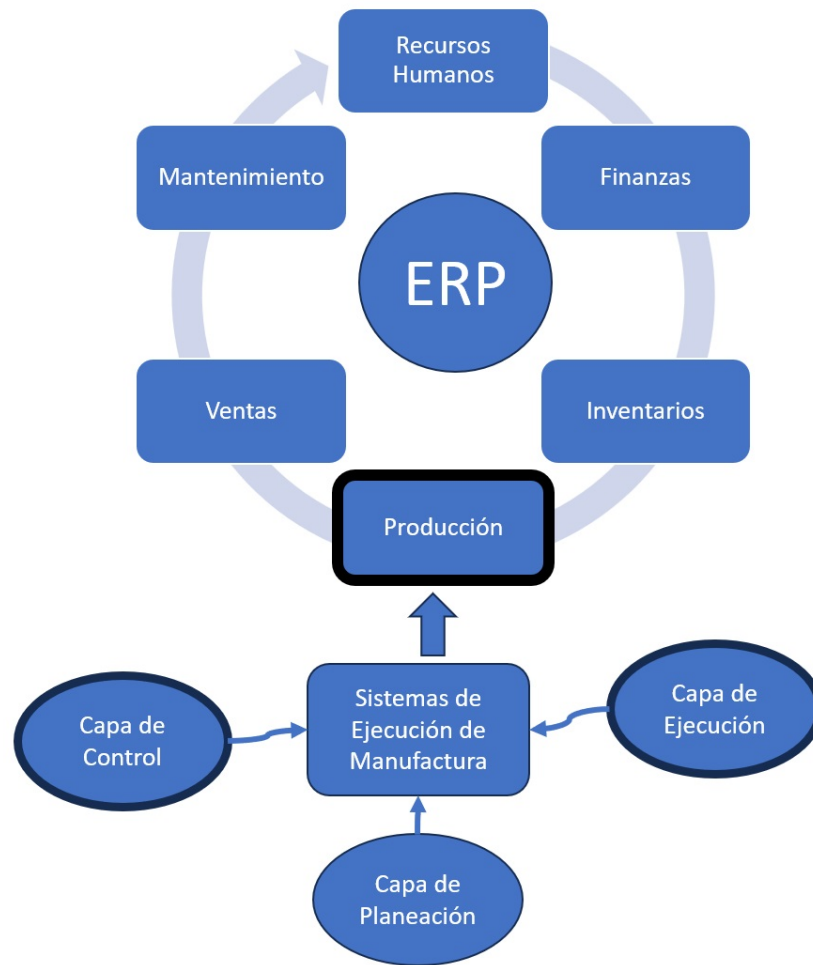 Recursos
Humanos
Mantenimiento
Finanzas
ERP
Ventas
Inventarios
Producción
Sistemas de
Ejecución de
Manufactura
Capa de
Control
Capa de
Ejecución
Capa de
Planeación